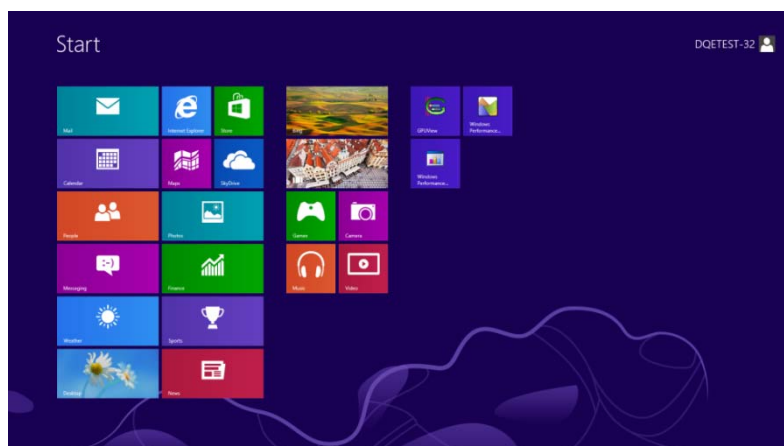 Start
DQETEST-32
Mail
Internet Explorer
Store
Calendar
Maps
SkyDrive
People
Photos
Messaging
Finance
Weather
Sports
Desktop
News
Bing
Games
Camera
Music
Video
GPUView
Windows
Performance...
Windows
Performance...